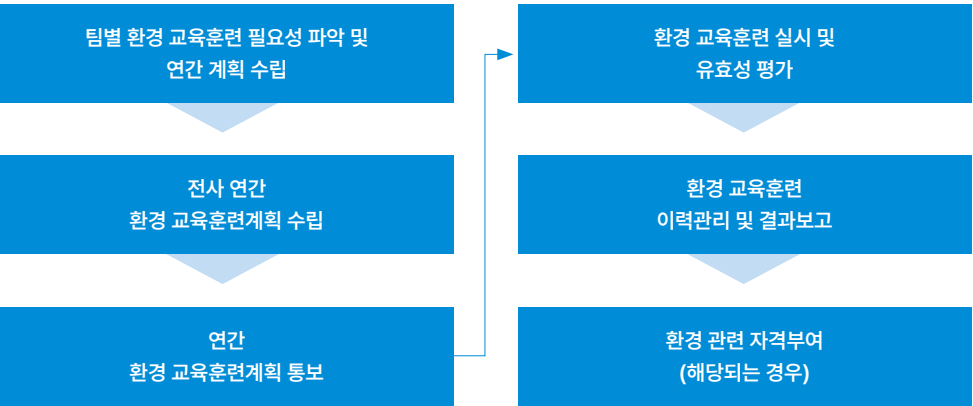 팀별 환경 교육훈련 필요성 파악 및
연간 계획 수립
전사 연간
환경 교육훈련계획 수립
연간
환경 교육훈련계획 통보
환경 교육훈련 실시 및
유효성 평가
환경 교육훈련
이력관리 및 결과보고
환경 관련 자격부여
(해당되는 경우)